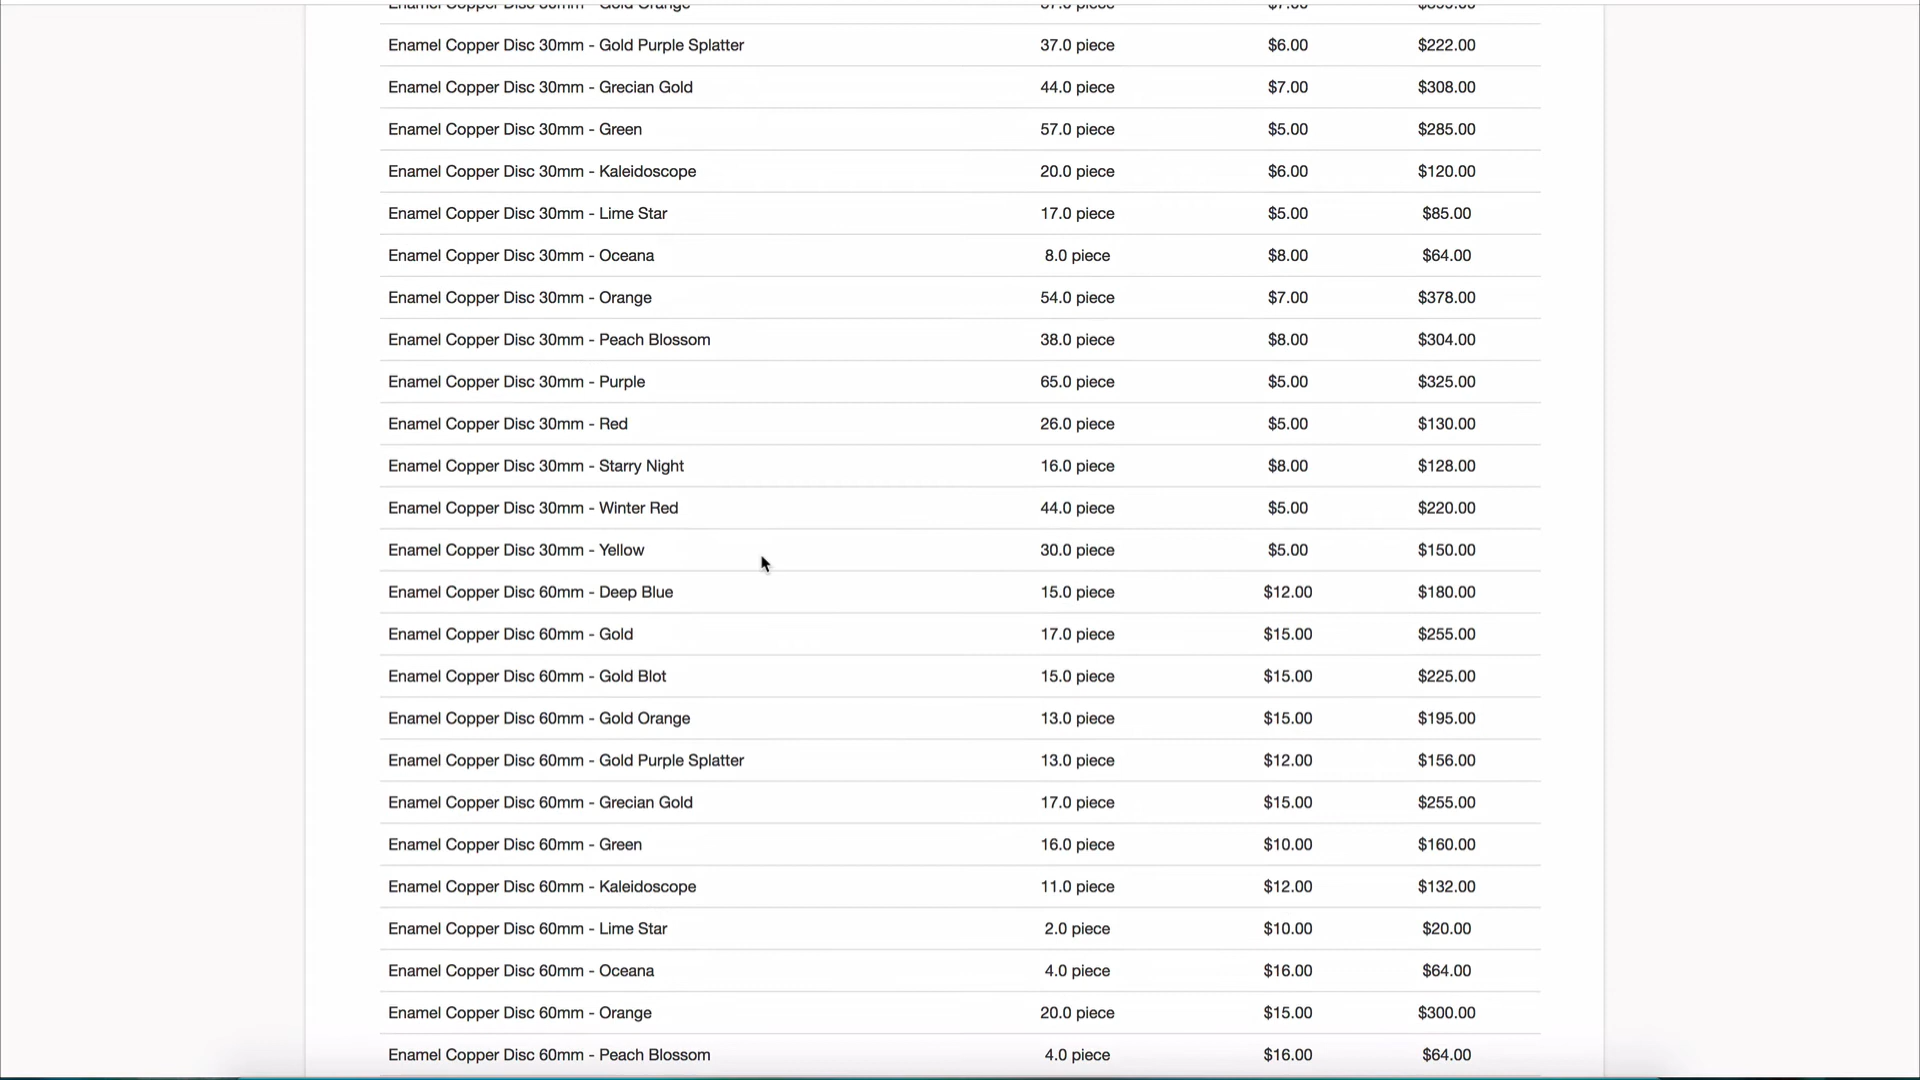 Enamel Copper Disc 30mm - Gold Orange 57.0 piece $7.00 $399.00
Enamel Copper Disc 30mm - Gold Purple Splatter 37.0 piece $6.00 $222.00
Enamel Copper Disc 30mm - Grecian Gold 44.0 piece $7.00 $308.00
Enamel Copper Disc 30mm - Green 57.0 piece $5.00 $285.00
Enamel Copper Disc 30mm - Kaleidoscope 20.0 piece $6.00 $120.00
Enamel Copper Disc 30mm - Lime Star 17.0 piece $5.00 $85.00
Enamel Copper Disc 30mm - Oceana 8.0 piece $8.00 $64.00
Enamel Copper Disc 30mm - Orange 54.0 piece $7.00 $378.00
Enamel Copper Disc 30mm - Peach Blossom 38.0 piece $8.00 $304.00
Enamel Copper Disc 30mm - Purple 65.0 piece $5.00 $325.00
Enamel Copper Disc 30mm - Red 26.0 piece $5.00 $130.00
Enamel Copper Disc 30mm - Starry Night 16.0 piece $8.00 $128.00
Enamel Copper Disc 30mm - Winter Red 44.0 piece $5.00 $220.00
Enamel Copper Disc 30mm - Yellow 30.0 piece $5.00 $150.00
Enamel Copper Disc 60mm - Deep Blue 15.0 piece $12.00 $180.00
Enamel Copper Disc 60mm - Gold 17.0 piece $15.00 $255.00
Enamel Copper Disc 60mm - Gold Blot 15.0 piece $15.00 $225.00
Enamel Copper Disc 60mm - Gold Orange 13.0 piece $15.00 $195.00
Enamel Copper Disc 60mm - Gold Purple Splatter 13.0 piece $12.00 $156.00
Enamel Copper Disc 60mm - Grecian Gold 17.0 piece $15.00 $255.00
Enamel Copper Disc 60mm - Green 16.0 piece $10.00 $160.00
Enamel Copper Disc 60mm - Kaleidoscope 11.0 piece $12.00 $132.00
Enamel Copper Disc 60mm - Lime Star 2.0 piece $10.00 $20.00
Enamel Copper Disc 60mm - Oceana 4.0 piece $16.00 $64.00
Enamel Copper Disc 60mm - Orange 20.0 piece $15.00 $300.00
Enamel Copper Disc 60mm - Peach Blossom 4.0 piece $16.00 $64.00